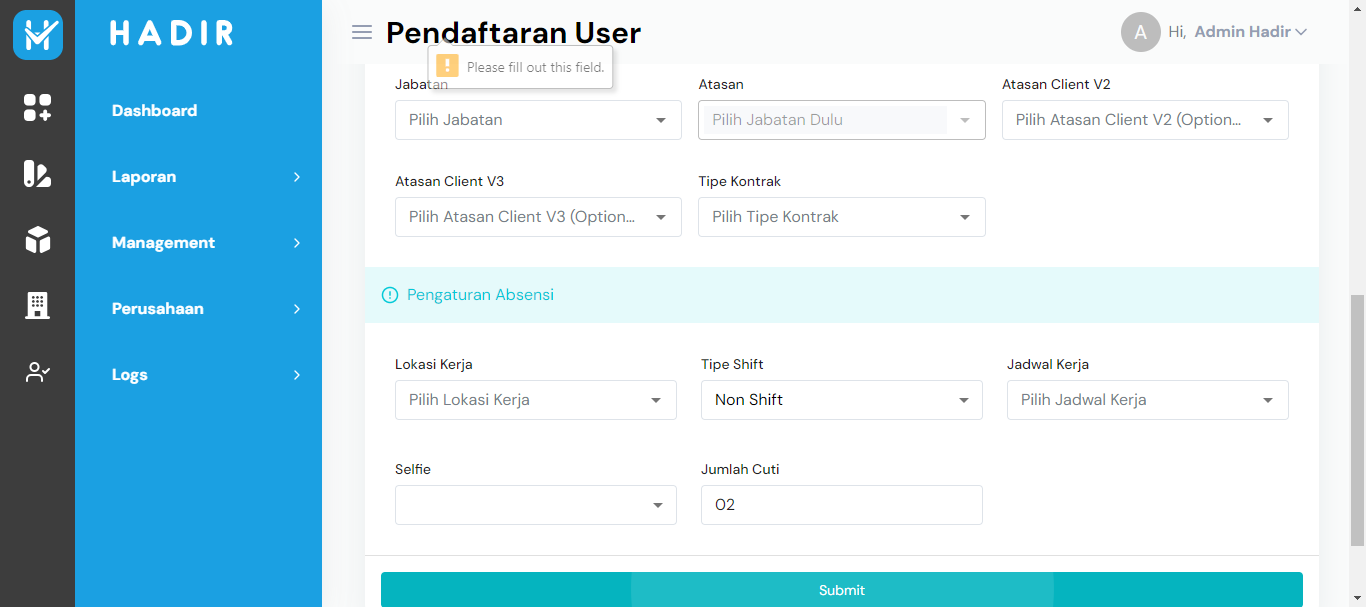 HADIR
Dashboard
Laporan
Management
Perusahaan
Logs
Pendaftaran User
A
Hi, Admin Hadir
Please fill out this field.
Jabatan
Pilih Jabatan
Atasan
Pilih Jabatan Dulu
Atasan Client V2
Pilih Atasan Client V2 (Option...
Atasan Client V3
Pilih Atasan Client V3 (Option...
Tipe Kontrak
Pilih Tipe Kontrak
Pengaturan Absensi
Lokasi Kerja
Pilih Lokasi Kerja
Tipe Shift
Non Shift
Jadwal Kerja
Pilih Jadwal Kerja
Selfie
Jumlah Cuti
02
Submit